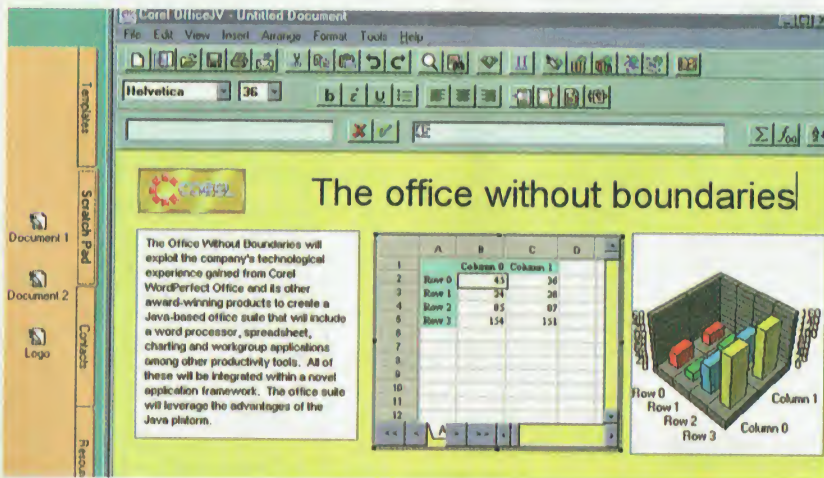 Corel OfficeJV - Untitled Document
File Edit View Insert Arrange Format Tools Help
Helvetica 36 b i u
Templates
Scratch Pad
Contacts
Document 1
Document 2
Logo
COREL
The office without boundaries
The Office Without Boundaries will
exploit the company's technological
experience gained from Corel
WordPerfect Office and its other
award-winning products to create a
Java-based office suite that will include
a word processor, spreadsheet,
charting and workgroup applications
among other productivity tools. All of
these will be integrated within a novel
application framework. The office suite
will leverage the advantages of the
Java platorm.
A B C D
1 Column 0 Column 1
2 Row 0 45 36
3 Row 1 24 28
4 Row 2 85 87
5 Row 3 154 151
6
7
8
9
10
11
12
Row 0
Row 1
Row 2
Row 3
Column 0
Column 1